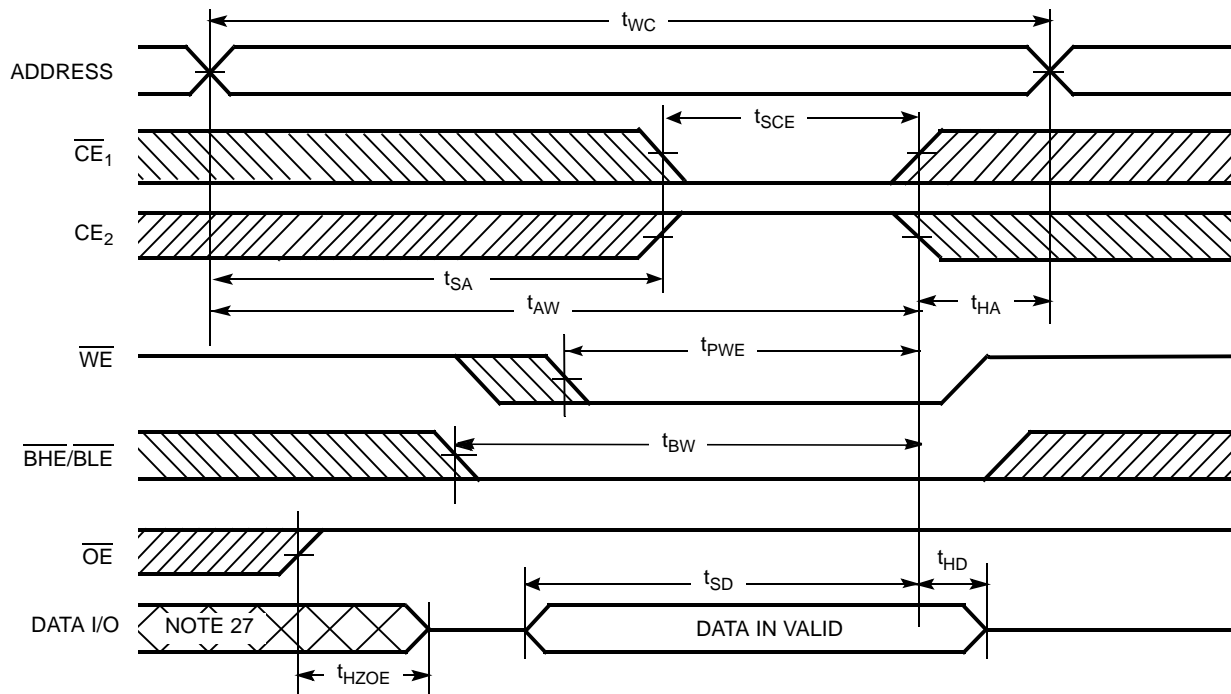 tWC
ADDRESS
tSCE
CE1
CE2
tSA
tAW
tHA
WE
tPWE
BHE/BLE
tBW
OE
tHD
tSD
DATA I/O
NOTE 27
DATA IN VALID
tHZOE